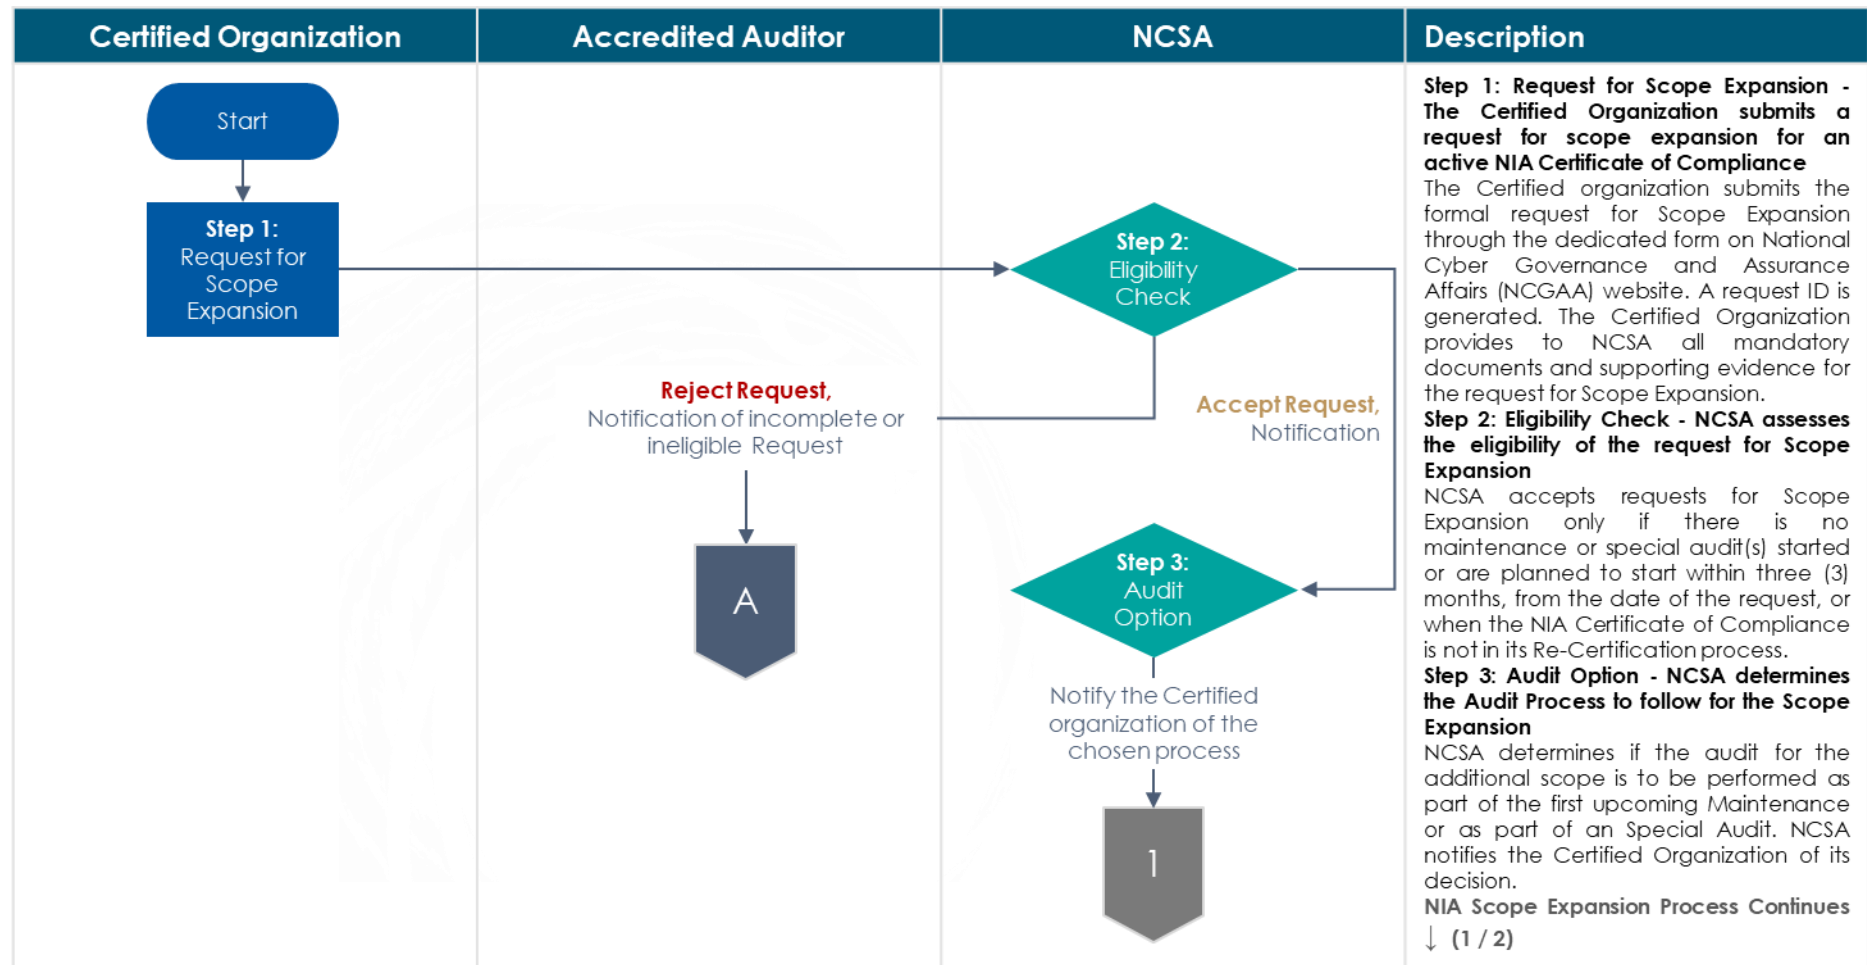 Certified Organization
Accredited Auditor
NCSA
Description
Start
Step 1:
Request for
Scope
Expansion
Step 2:
Eligibility
Check
Reject Request,
Notification of incomplete or
ineligible Request
Accept Request,
Notification
A
Step 3:
Audit
Option
Notify the Certified
organization of the
chosen process
1
Step 1: Request for Scope Expansion -
The Certified Organization submits a
request for scope expansion for an
active NIA Certificate of Compliance
The Certified organization submits the
formal request for Scope Expansion
through the dedicated form on National
Cyber Governance and Assurance
Affairs (NCGAA) website. A request ID is
generated. The Certified Organization
provides to NCSA all mandatory
documents and supporting evidence for
the request for Scope Expansion.
Step 2: Eligibility Check - NCSA assesses
the eligibility of the request for Scope
Expansion
NCSA accepts requests for Scope
Expansion only if there is no
maintenance or special audit(s) started
or are planned to start within three (3)
months, from the date of the request, or
when the NIA Certificate of Compliance
is not in its Re-Certification process.
Step 3: Audit Option - NCSA determines
the Audit Process to follow for the Scope
Expansion
NCSA determines if the audit for the
additional scope is to be performed as
part of the first upcoming Maintenance
or as part of an Special Audit. NCSA
notifies the Certified Organization of its
decision.
NIA Scope Expansion Process Continues
↓ (1 / 2)